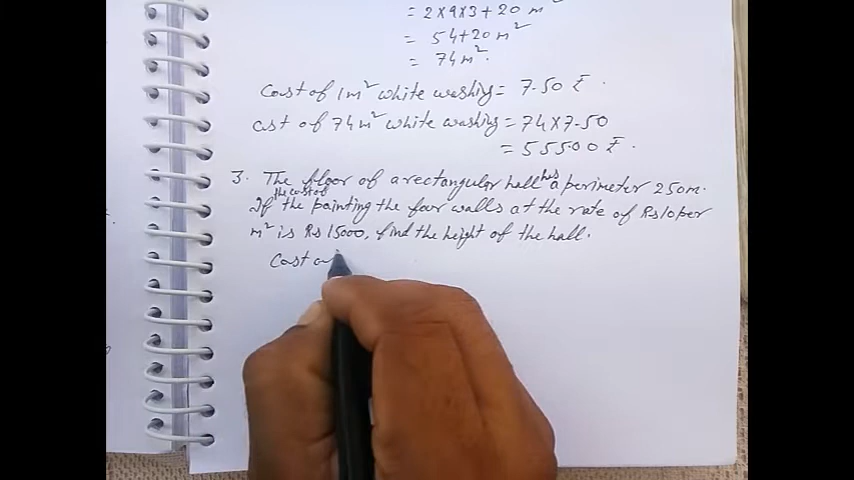 = 2×9×3+20 m²
= 54+20 m²
= 74 m².
Cost of 1m² white washing = 7.50 ₹.
cost of 74m² white washing = 74×7.50
= 555.00 ₹.
3. The floor of a rectangular hall has a perimeter 250m.
If the cost of the painting the four walls at the rate of Rs10 per
m² is Rs 15000, find the height of the hall.
Cost o